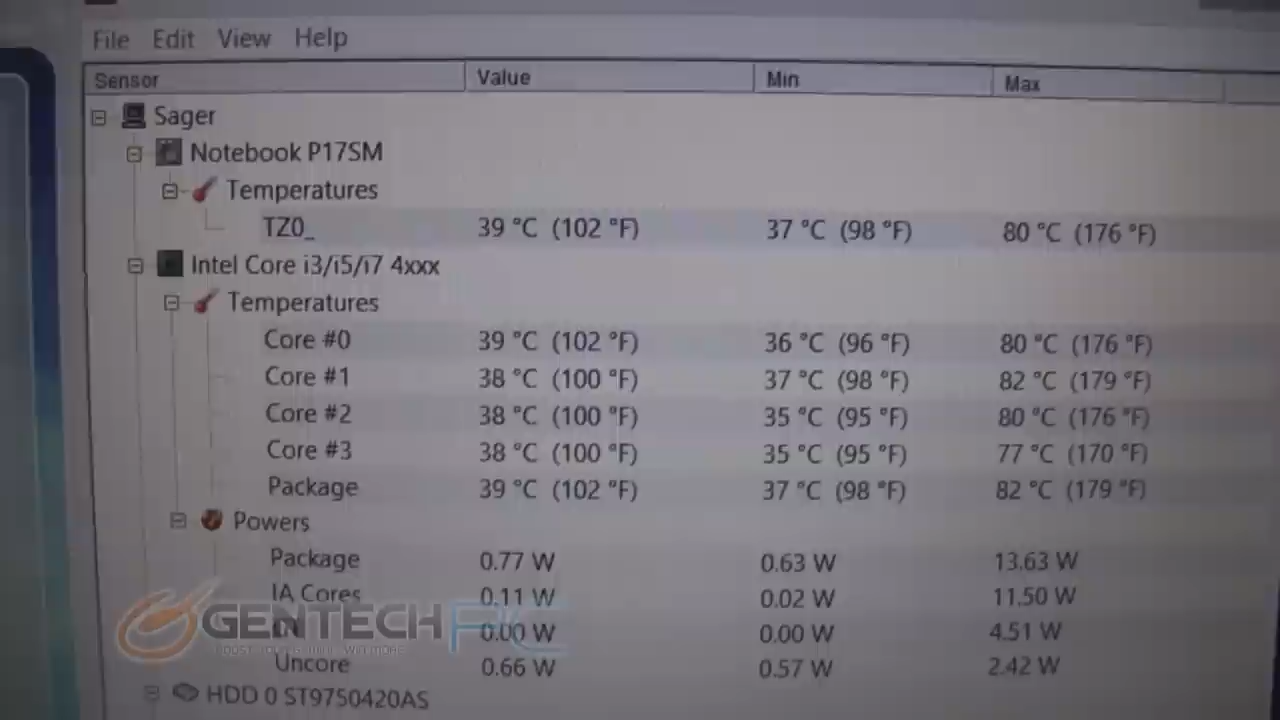 File Edit View Help
Sensor Value Min Max
Sager
Notebook P17SM
Temperatures
TZ0_ 39 °C (102 °F) 37 °C (98 °F) 80 °C (176 °F)
Intel Core i3/i5/i7 4xxx
Temperatures
Core #0 39 °C (102 °F) 36 °C (96 °F) 80 °C (176 °F)
Core #1 38 °C (100 °F) 37 °C (98 °F) 82 °C (179 °F)
Core #2 38 °C (100 °F) 35 °C (95 °F) 80 °C (176 °F)
Core #3 38 °C (100 °F) 35 °C (95 °F) 77 °C (170 °F)
Package 39 °C (102 °F) 37 °C (98 °F) 82 °C (179 °F)
Powers
Package 0.77 W 0.63 W 13.63 W
IA Cores 0.11 W 0.02 W 11.50 W
GENTECH PC
0.00 W 0.00 W 4.51 W
Uncore 0.66 W 0.57 W 2.42 W
HDD 0 ST9750420AS